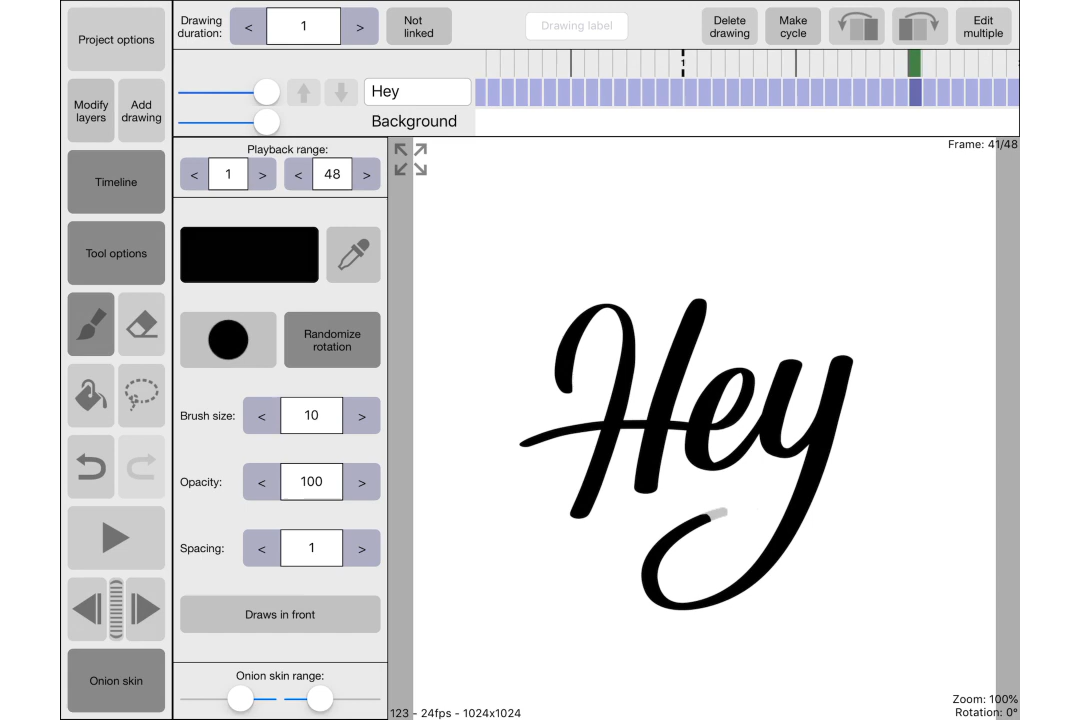 Project options
Modify layers
Add drawing
Timeline
Tool options
Onion skin
Drawing duration:
< 1 >
Not linked
Drawing label
Delete drawing
Make cycle
Edit multiple
1
Hey
Background
Playback range:
< 1 > < 48 >
Randomize rotation
Brush size: < 10 >
Opacity: < 100 >
Spacing: < 1 >
Draws in front
Onion skin range:
Frame: 41/48
Hey
123 - 24fps - 1024x1024
Zoom: 100%
Rotation: 0°